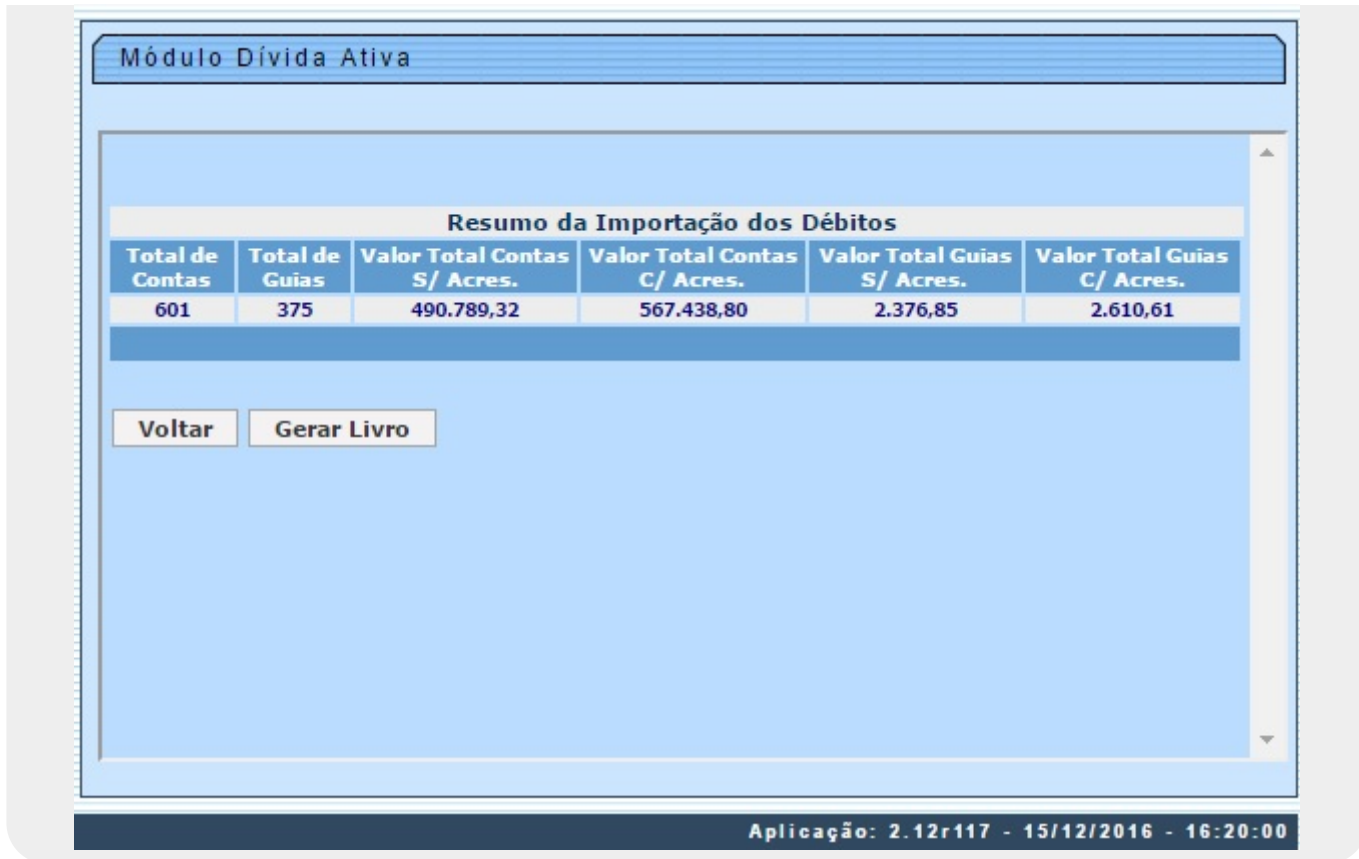 Módulo Dívida Ativa
Resumo da Importação dos Débitos
Total de Contas Total de Guias Valor Total Contas S/ Acres. Valor Total Contas C/ Acres. Valor Total Guias S/ Acres. Valor Total Guias C/ Acres.
601 375 490.789,32 567.438,80 2.376,85 2.610,61
Voltar Gerar Livro
Aplicação: 2.12r117 - 15/12/2016 - 16:20:00